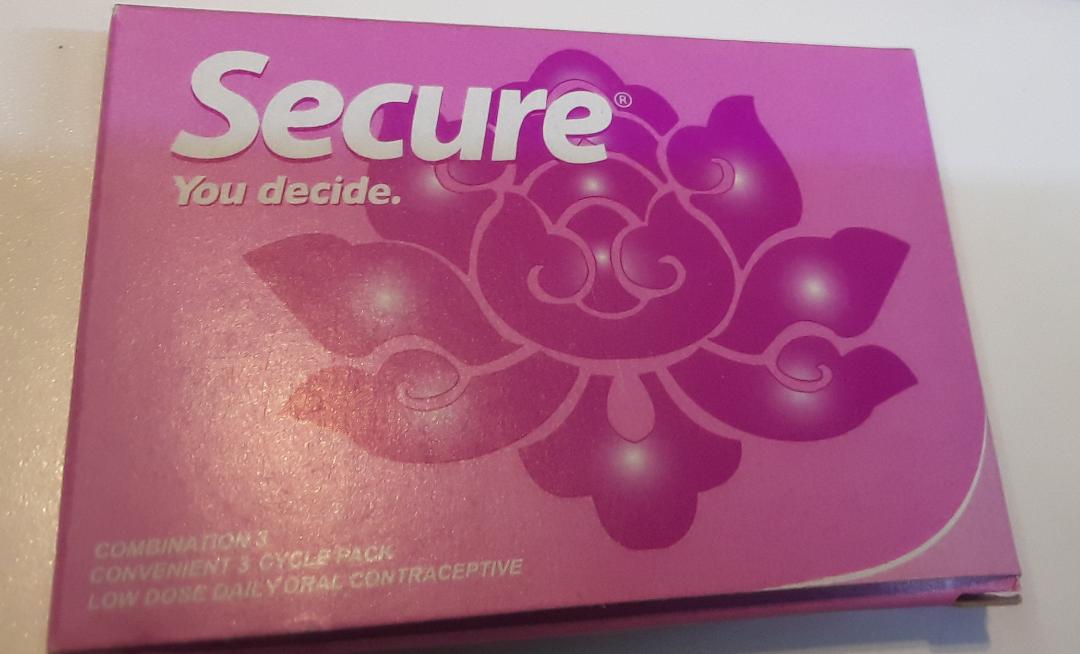 Secure®
You decide.
COMBINATION 3
CONVENIENT 3 CYCLE PACK
LOW DOSE DAILY ORAL CONTRACEPTIVE